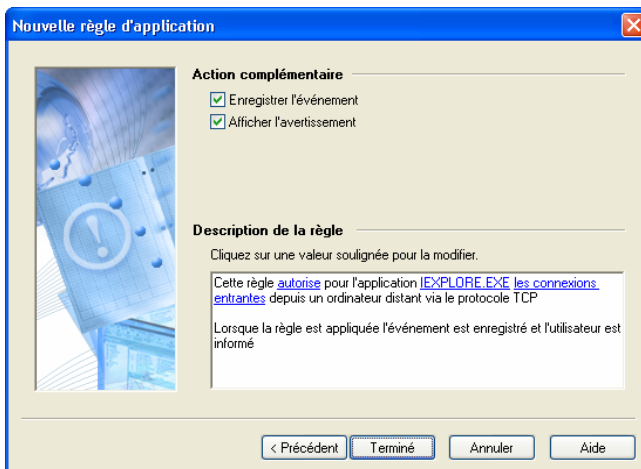 Nouvelle règle d'application
Action complémentaire
Enregistrer l'événement
Afficher l'avertissement
Description de la règle
Cliquez sur une valeur soulignée pour la modifier.
Cette règle autorise pour l'application IEXPLORE.EXE les connexions
entrantes depuis un ordinateur distant via le protocole TCP
Lorsque la règle est appliquée l'événement est enregistré et l'utilisateur est
informé
< Précédent
Terminé
Annuler
Aide